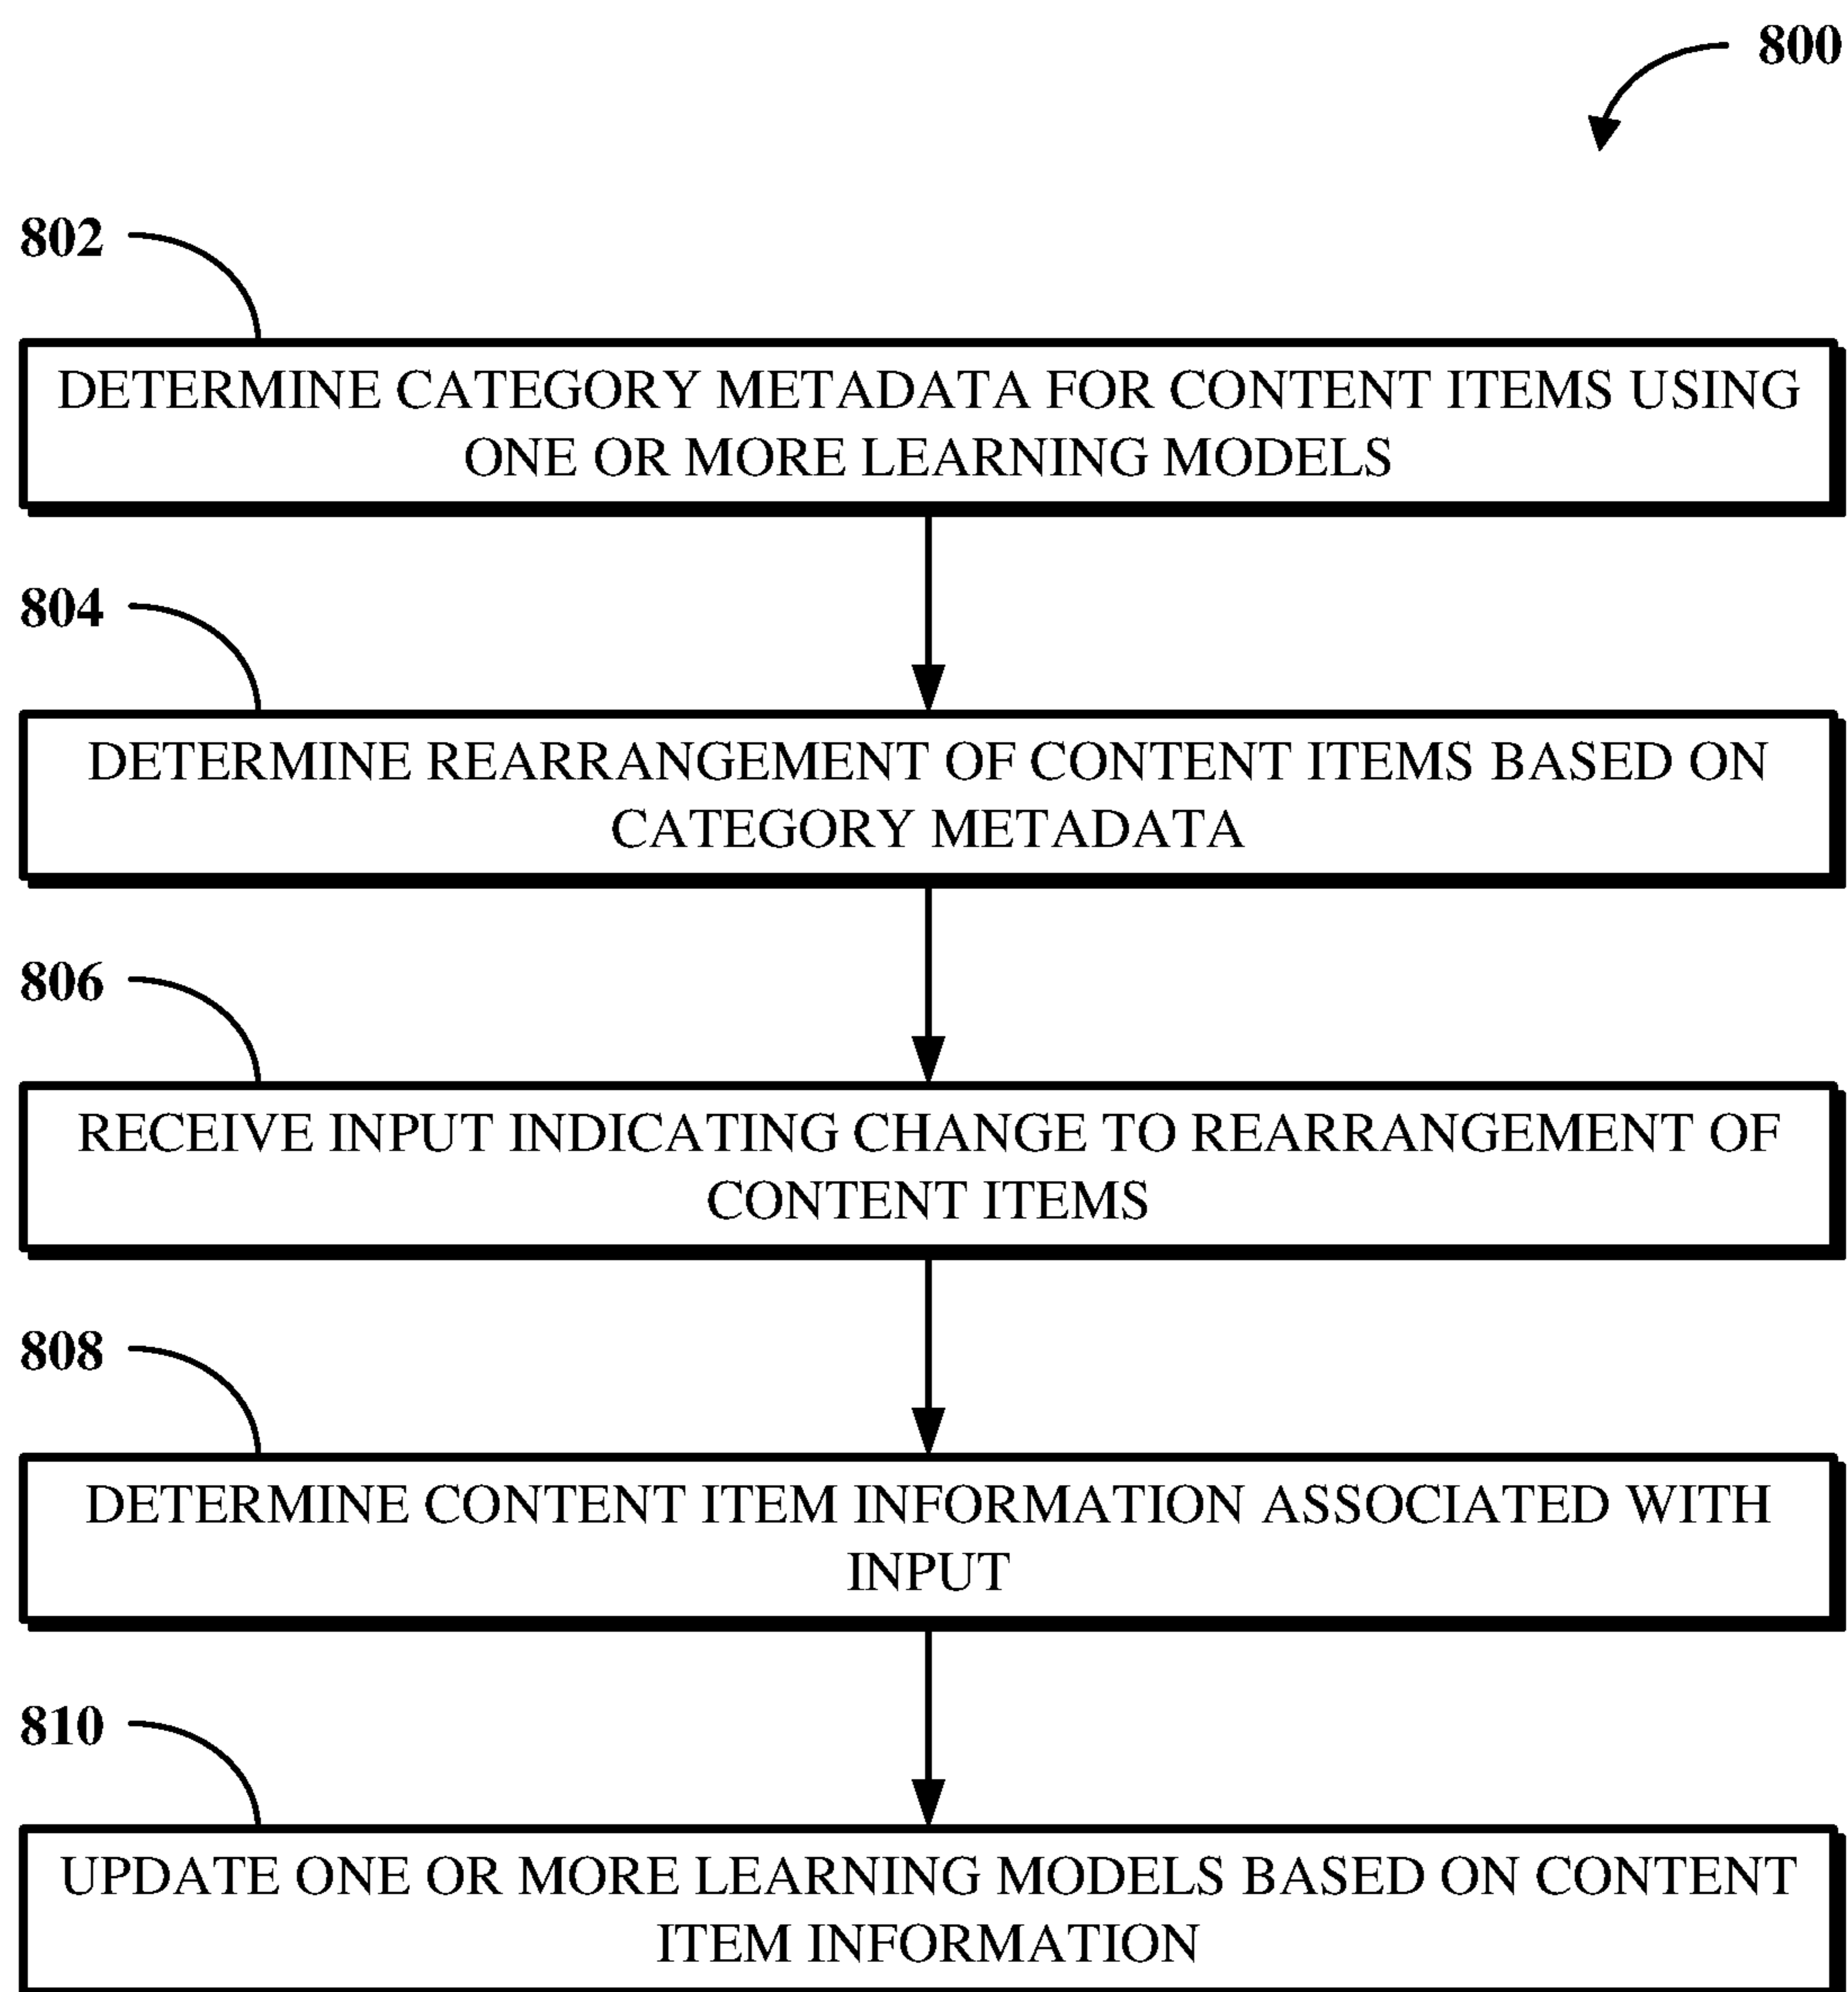 800
802
DETERMINE CATEGORY METADATA FOR CONTENT ITEMS USING
ONE OR MORE LEARNING MODELS
804
DETERMINE REARRANGEMENT OF CONTENT ITEMS BASED ON
CATEGORY METADATA
806
RECEIVE INPUT INDICATING CHANGE TO REARRANGEMENT OF
CONTENT ITEMS
808
DETERMINE CONTENT ITEM INFORMATION ASSOCIATED WITH
INPUT
810
UPDATE ONE OR MORE LEARNING MODELS BASED ON CONTENT
ITEM INFORMATION